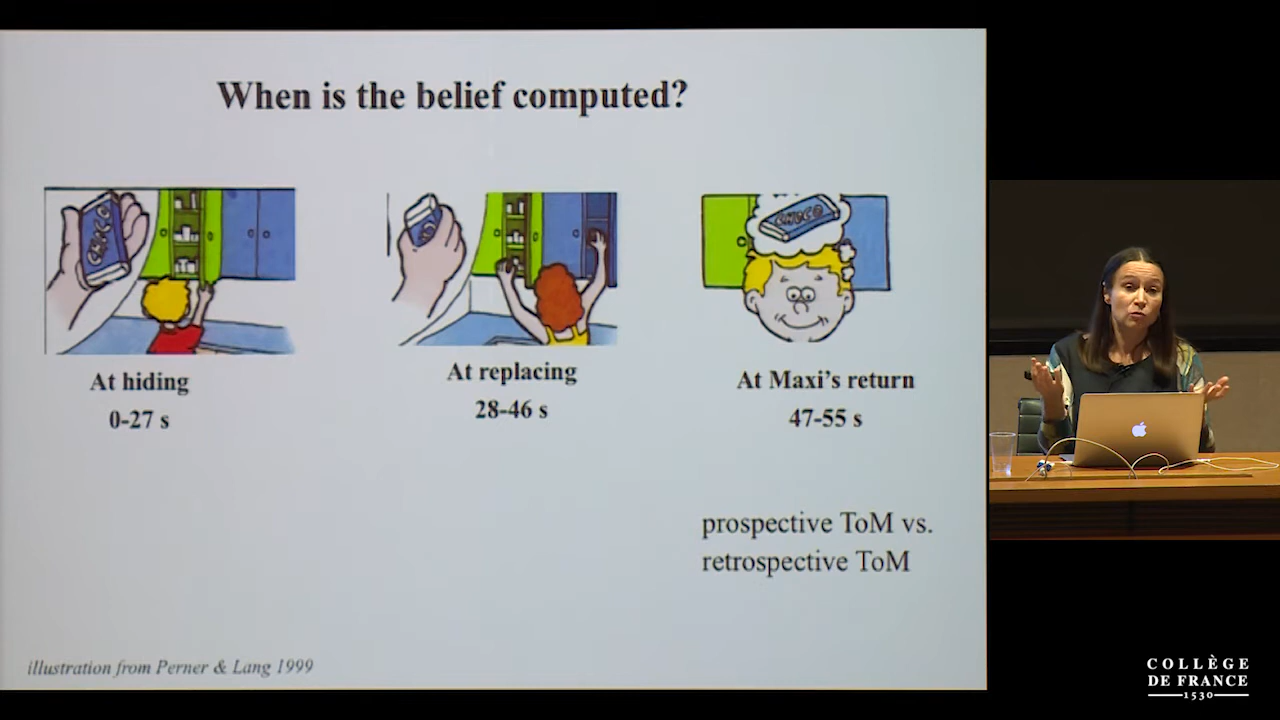 When is the belief computed?
CHOCO
CHOCO
At hiding
0-27 s
At replacing
28-46 s
At Maxi's return
47-55 s
prospective ToM vs.
retrospective ToM
illustration from Perner & Lang 1999
COLLÈGE
DE FRANCE
1530